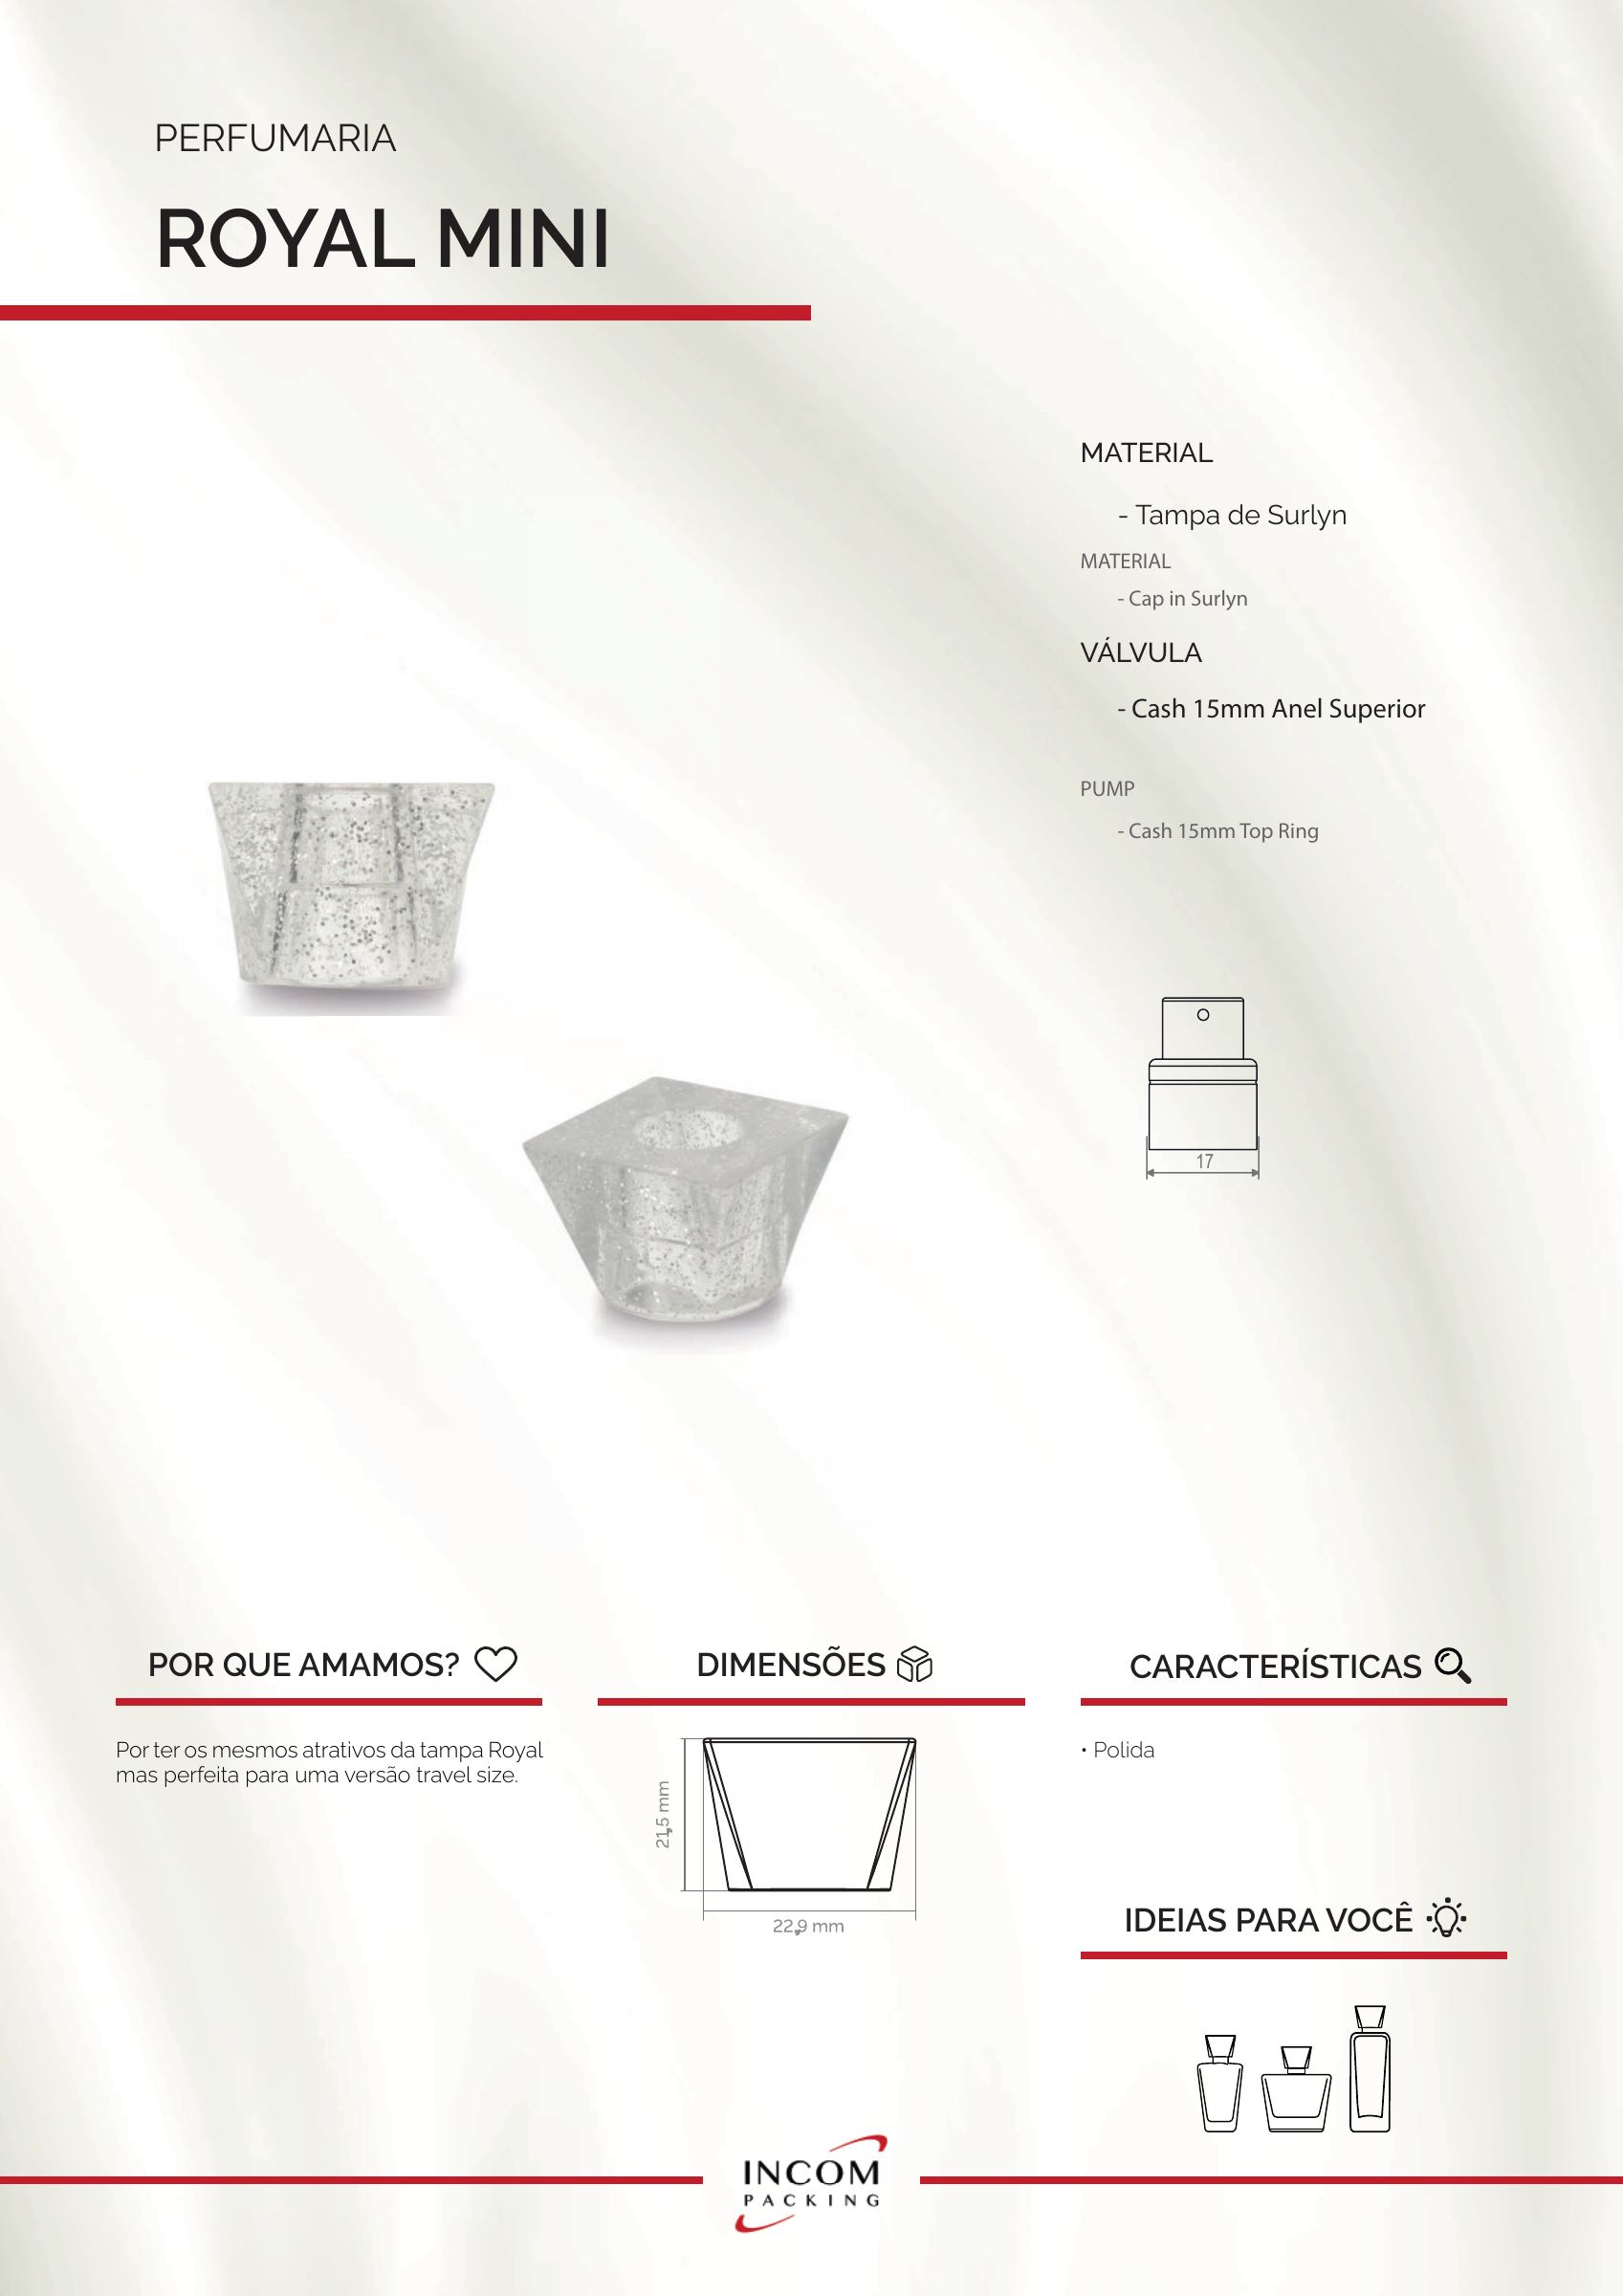 PERFUMARIA
ROYAL MINI
MATERIAL
- Tampa de Surlyn
MATERIAL
- Cap in Surlyn
VÁLVULA
- Cash 15mm Anel Superior
PUMP
- Cash 15mm Top Ring
17
POR QUE AMAMOS?
Por ter os mesmos atrativos da tampa Royal
mas perfeita para uma versão travel size.
DIMENSÕES
21,5 mm
22,9 mm
CARACTERÍSTICAS
• Polida
IDEIAS PARA VOCÊ
INCOM
PACKING